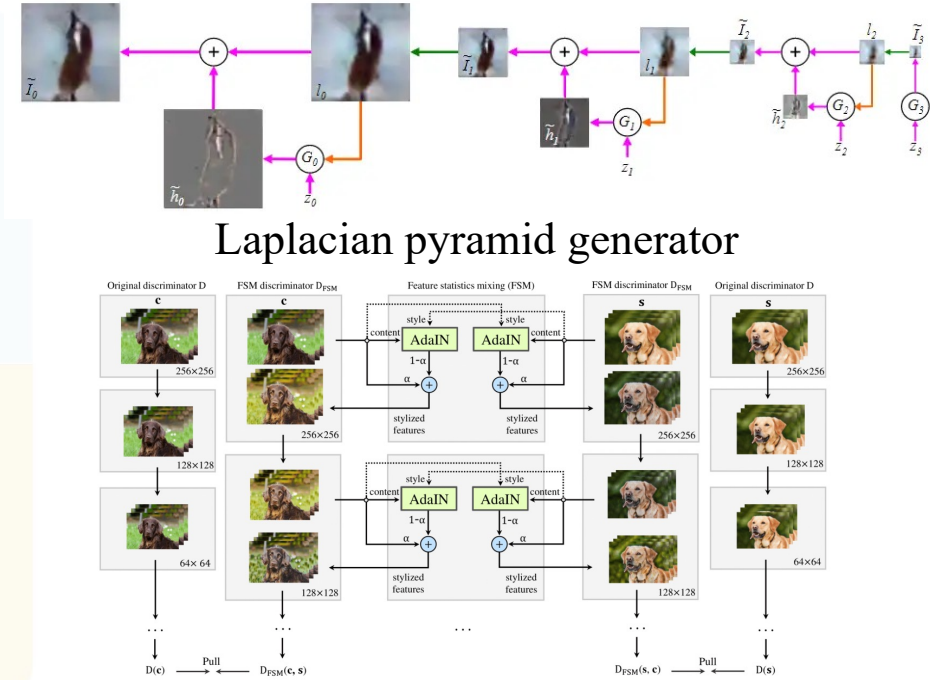 Ĩ₀
+
l₀
Ĩ₁
+
l₁
Ĩ₂
+
l₂
Ĩ₃
h̃₀
G₀
z₀
h̃₁
G₁
z₁
h̃₂
G₂
z₂
G₃
z₃
Laplacian pyramid generator
Original discriminator D
FSM discriminator D_FSM
Feature statistics mixing (FSM)
FSM discriminator D_FSM
Original discriminator D
c
c
s
s
style
style
content
AdaIN
AdaIN
content
1-α
1-α
α
+
+
α
stylized
features
stylized
features
256×256
256×256
256×256
256×256
128×128
128×128
style
style
content
AdaIN
AdaIN
content
1-α
1-α
α
+
+
α
stylized
features
stylized
features
64× 64
128×128
128×128
64×64
...
...
...
...
...
D(c)
Pull
D_FSM(c, s)
D_FSM(s, c)
Pull
D(s)